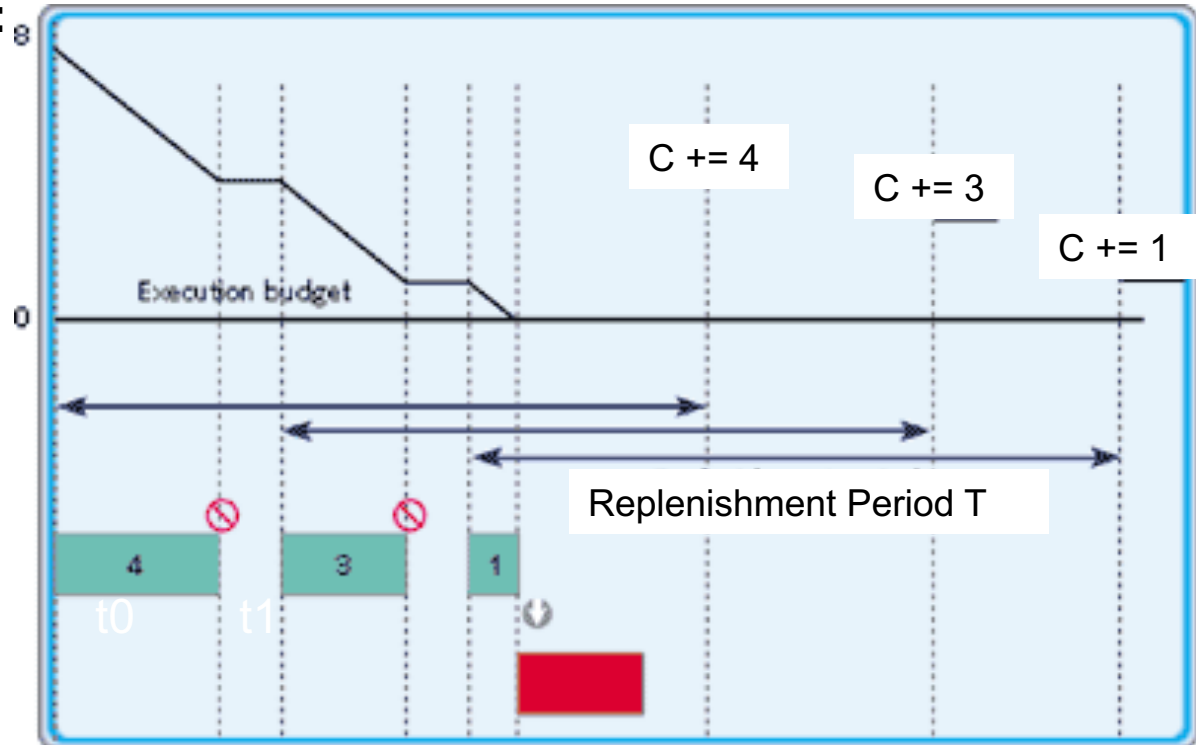 :
8
C += 4
C += 3
C += 1
Execution budget
0
Replenishment Period T
4
3
1
t0
t1